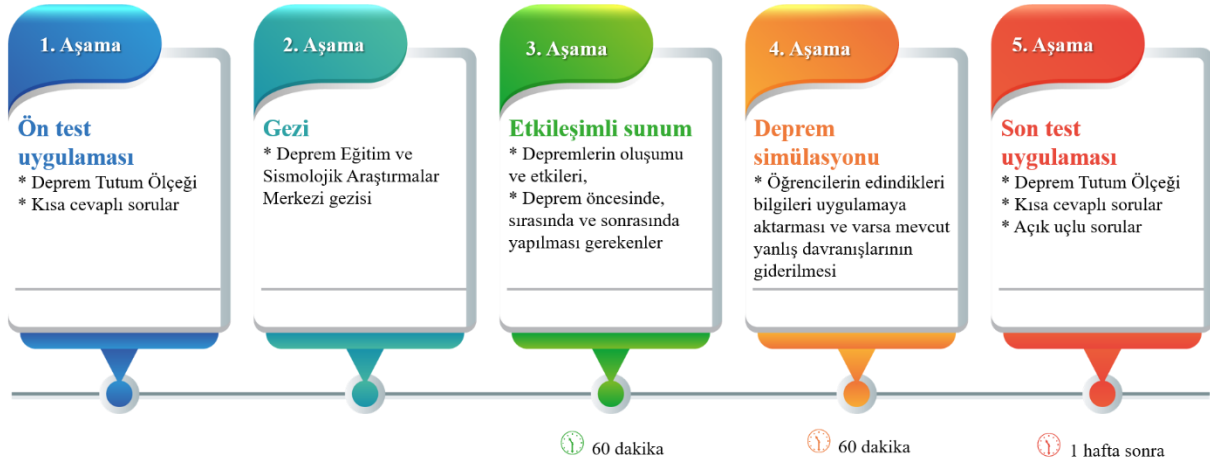 1. Aşama
Ön test
uygulaması
* Deprem Tutum Ölçeği
* Kısa cevaplı sorular
2. Aşama
Gezi
* Deprem Eğitim ve
Sismolojik Araştırmalar
Merkezi gezisi
3. Aşama
Etkileşimli sunum
* Depremlerin oluşumu
ve etkileri,
* Deprem öncesinde,
sırasında ve sonrasında
yapılması gerekenler
60 dakika
4. Aşama
Deprem
simülasyonu
* Öğrencilerin edindikleri
bilgileri uygulamaya
aktarması ve varsa mevcut
yanlış davranışlarının
giderilmesi
60 dakika
5. Aşama
Son test
uygulaması
* Deprem Tutum Ölçeği
* Kısa cevaplı sorular
* Açık uçlu sorular
1 hafta sonra